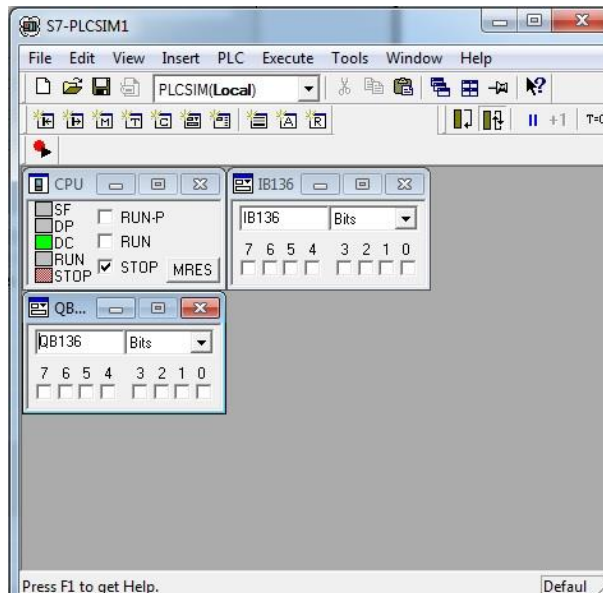 S7-PLCSIM1
File Edit View Insert PLC Execute Tools Window Help
PLCSIM(Local)
+1 T=0
CPU
SF
DP
DC
RUN
STOP
RUN-P
RUN
STOP
MRES
IB136
IB136 Bits
7 6 5 4 3 2 1 0
QB...
QB136 Bits
7 6 5 4 3 2 1 0
Press F1 to get Help.
Defaul